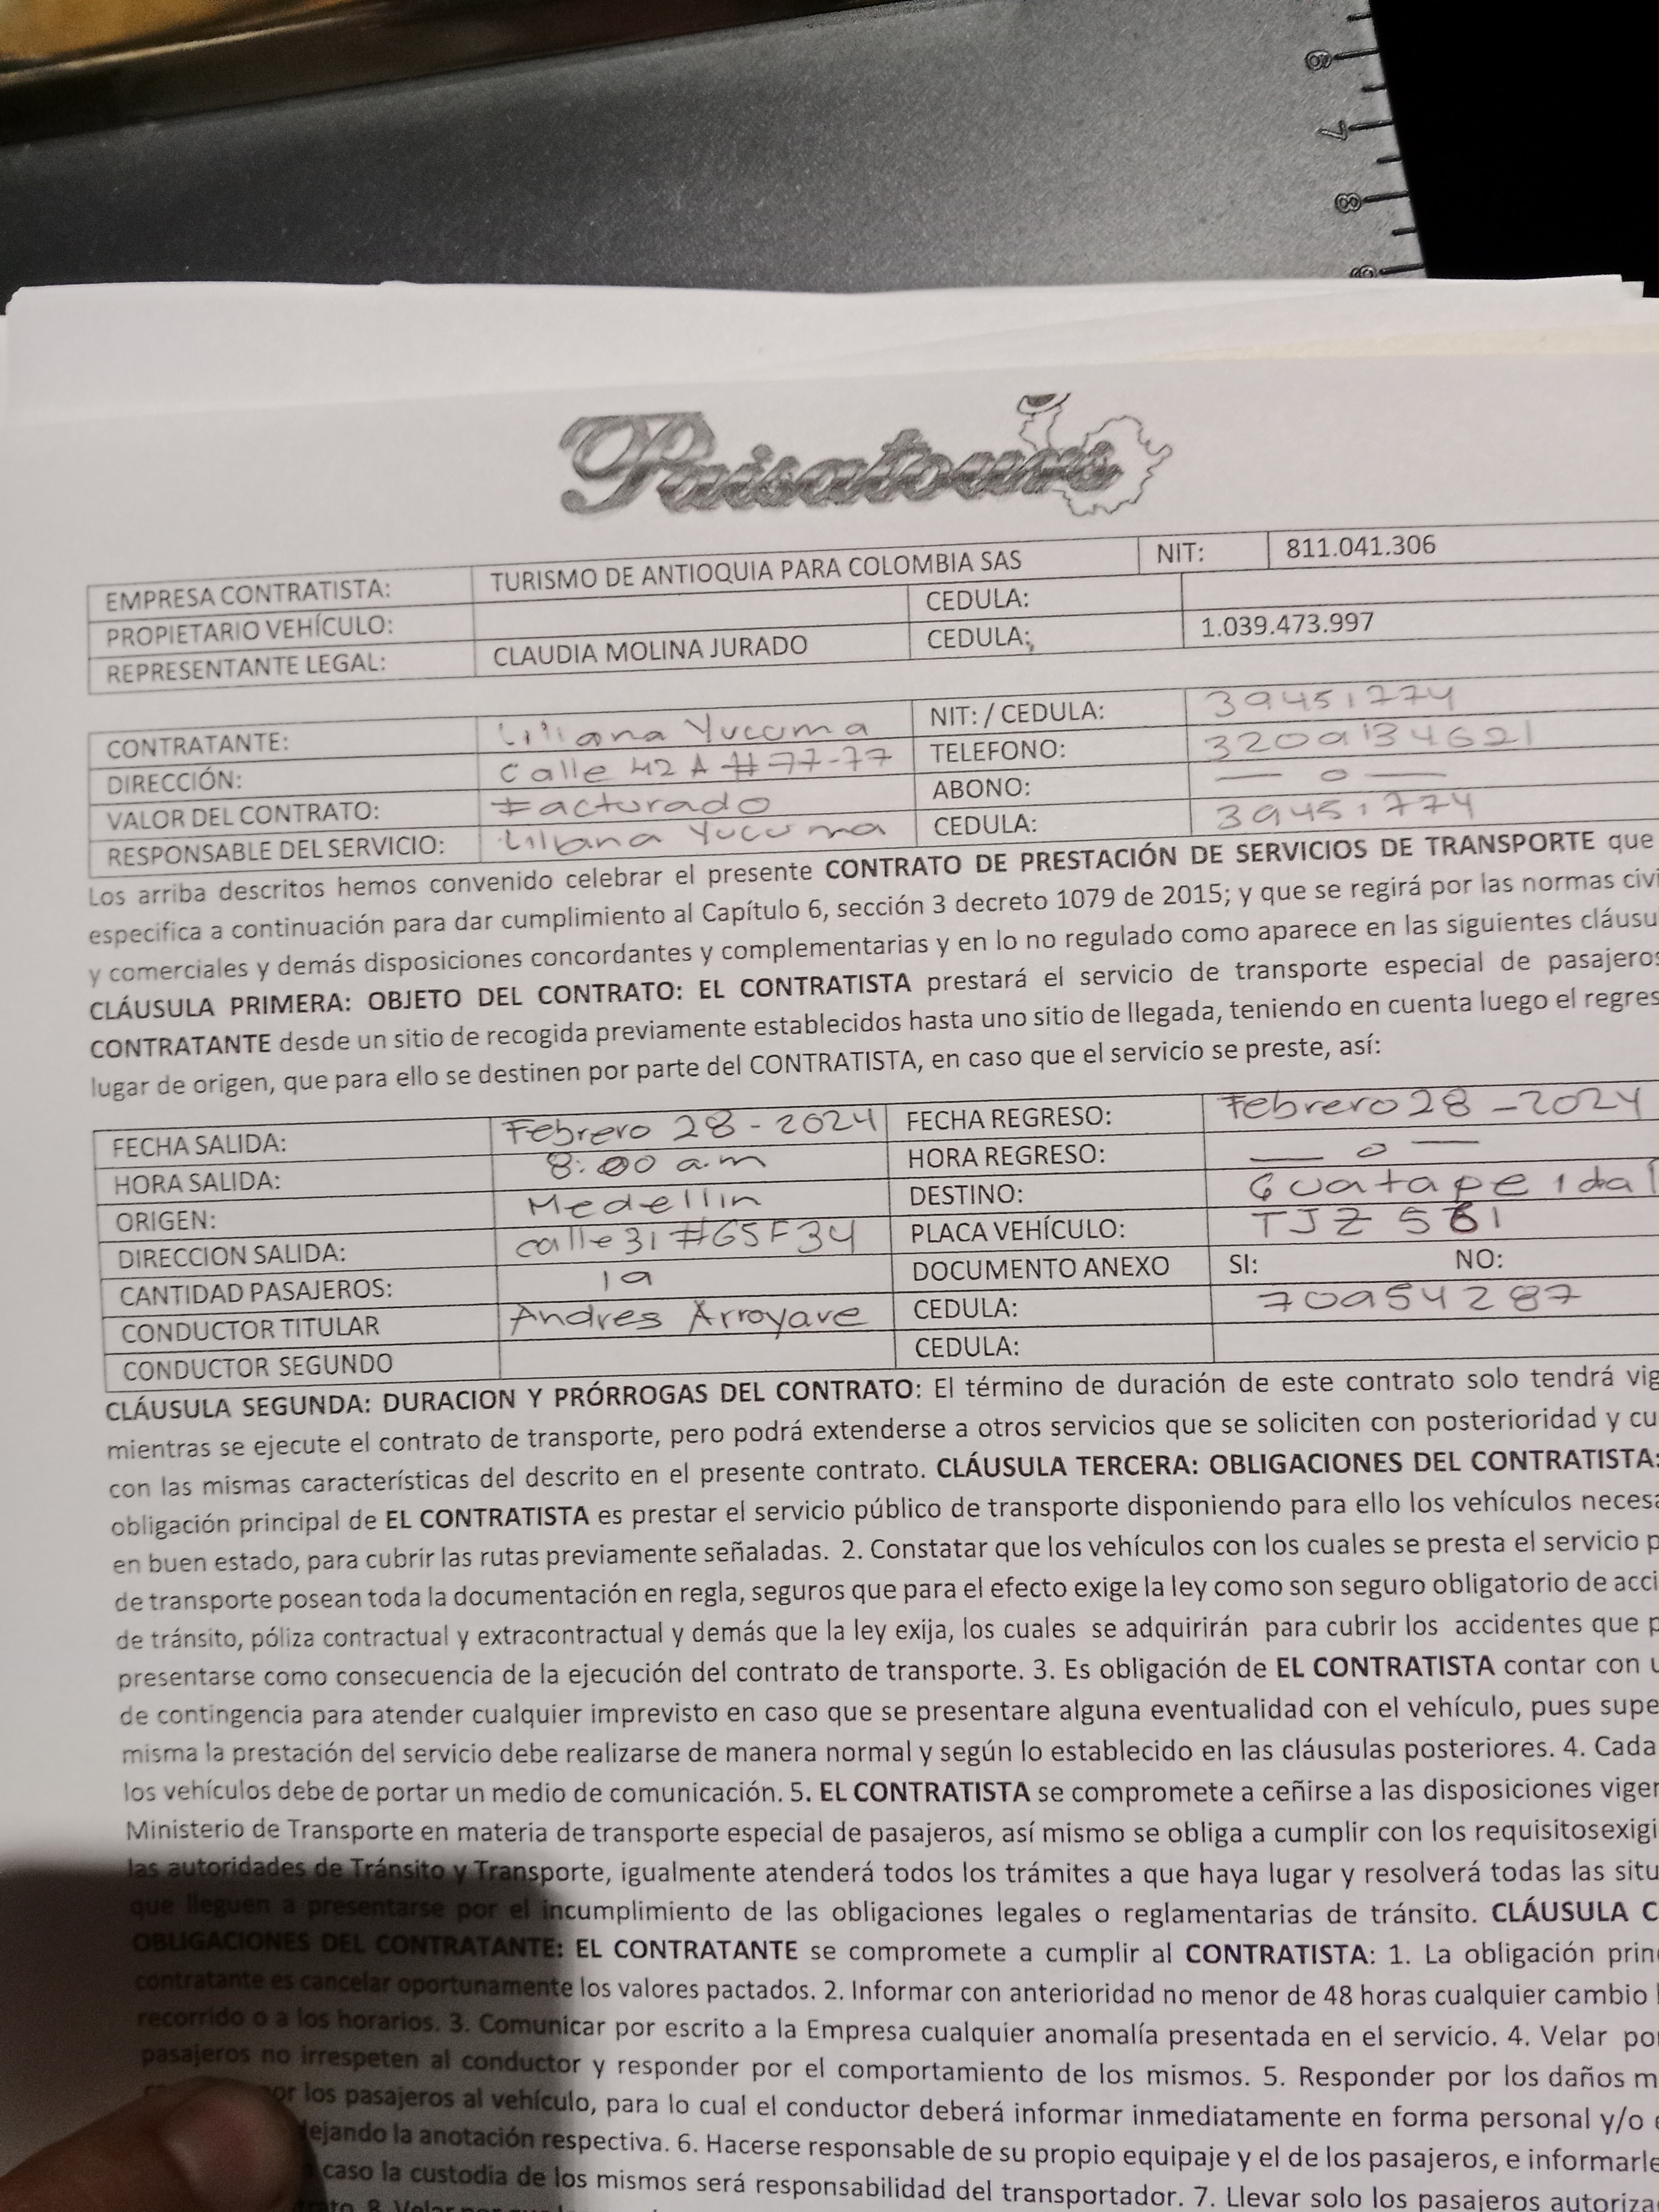 Paisatours
EMPRESA CONTRATISTA: TURISMO DE ANTIOQUIA PARA COLOMBIA SAS NIT: 811.041.306
PROPIETARIO VEHÍCULO: CEDULA:
REPRESENTANTE LEGAL: CLAUDIA MOLINA JURADO CEDULA: 1.039.473.997
CONTRATANTE: Liliana Yucuma NIT: / CEDULA: 39451774
DIRECCIÓN: Calle 42 A #77-77 TELEFONO: 3209134621
VALOR DEL CONTRATO: Facturado ABONO: — 0 —
RESPONSABLE DEL SERVICIO: Liliana Yucuma CEDULA: 39451774
Los arriba descritos hemos convenido celebrar el presente CONTRATO DE PRESTACIÓN DE SERVICIOS DE TRANSPORTE que
especifica a continuación para dar cumplimiento al Capítulo 6, sección 3 decreto 1079 de 2015; y que se regirá por las normas civi
y comerciales y demás disposiciones concordantes y complementarias y en lo no regulado como aparece en las siguientes cláusu
CLÁUSULA PRIMERA: OBJETO DEL CONTRATO: EL CONTRATISTA prestará el servicio de transporte especial de pasajeros
CONTRATANTE desde un sitio de recogida previamente establecidos hasta uno sitio de llegada, teniendo en cuenta luego el regres
lugar de origen, que para ello se destinen por parte del CONTRATISTA, en caso que el servicio se preste, así:
FECHA SALIDA: Febrero 28-2024 FECHA REGRESO: Febrero 28-2024
HORA SALIDA: 8:00 a.m HORA REGRESO: — 0 —
ORIGEN: Medellin DESTINO: Guatape
DIRECCION SALIDA: calle 31 #65F34 PLACA VEHÍCULO: TJZ 561
CANTIDAD PASAJEROS: 19 DOCUMENTO ANEXO SI: NO:
CONDUCTOR TITULAR Andres Arroyave CEDULA: 70954287
CONDUCTOR SEGUNDO CEDULA:
CLÁUSULA SEGUNDA: DURACION Y PRÓRROGAS DEL CONTRATO: El término de duración de este contrato solo tendrá vig
mientras se ejecute el contrato de transporte, pero podrá extenderse a otros servicios que se soliciten con posterioridad y cu
con las mismas características del descrito en el presente contrato. CLÁUSULA TERCERA: OBLIGACIONES DEL CONTRATISTA:
obligación principal de EL CONTRATISTA es prestar el servicio público de transporte disponiendo para ello los vehículos necesa
en buen estado, para cubrir las rutas previamente señaladas. 2. Constatar que los vehículos con los cuales se presta el servicio p
de transporte posean toda la documentación en regla, seguros que para el efecto exige la ley como son seguro obligatorio de acci
de tránsito, póliza contractual y extracontractual y demás que la ley exija, los cuales se adquirirán para cubrir los accidentes que p
presentarse como consecuencia de la ejecución del contrato de transporte. 3. Es obligación de EL CONTRATISTA contar con u
de contingencia para atender cualquier imprevisto en caso que se presentare alguna eventualidad con el vehículo, pues supe
misma la prestación del servicio debe realizarse de manera normal y según lo establecido en las cláusulas posteriores. 4. Cada
los vehículos debe de portar un medio de comunicación. 5. EL CONTRATISTA se compromete a ceñirse a las disposiciones viger
Ministerio de Transporte en materia de transporte especial de pasajeros, así mismo se obliga a cumplir con los requisitosexigi
las autoridades de Tránsito y Transporte, igualmente atenderá todos los trámites a que haya lugar y resolverá todas las situ
que lleguen a presentarse por el incumplimiento de las obligaciones legales o reglamentarias de tránsito. CLÁUSULA C
OBLIGACIONES DEL CONTRATANTE: EL CONTRATANTE se compromete a cumplir al CONTRATISTA: 1. La obligación prin
contratante es cancelar oportunamente los valores pactados. 2. Informar con anterioridad no menor de 48 horas cualquier cambio
recorrido o a los horarios. 3. Comunicar por escrito a la Empresa cualquier anomalía presentada en el servicio. 4. Velar por
pasajeros no irrespeten al conductor y responder por el comportamiento de los mismos. 5. Responder por los daños m
por los pasajeros al vehículo, para lo cual el conductor deberá informar inmediatamente en forma personal y/o
ejando la anotación respectiva. 6. Hacerse responsable de su propio equipaje y el de los pasajeros, e informarle
caso la custodia de los mismos será responsabilidad del transportador. 7. Llevar solo los pasajeros autoriza
8. Velar